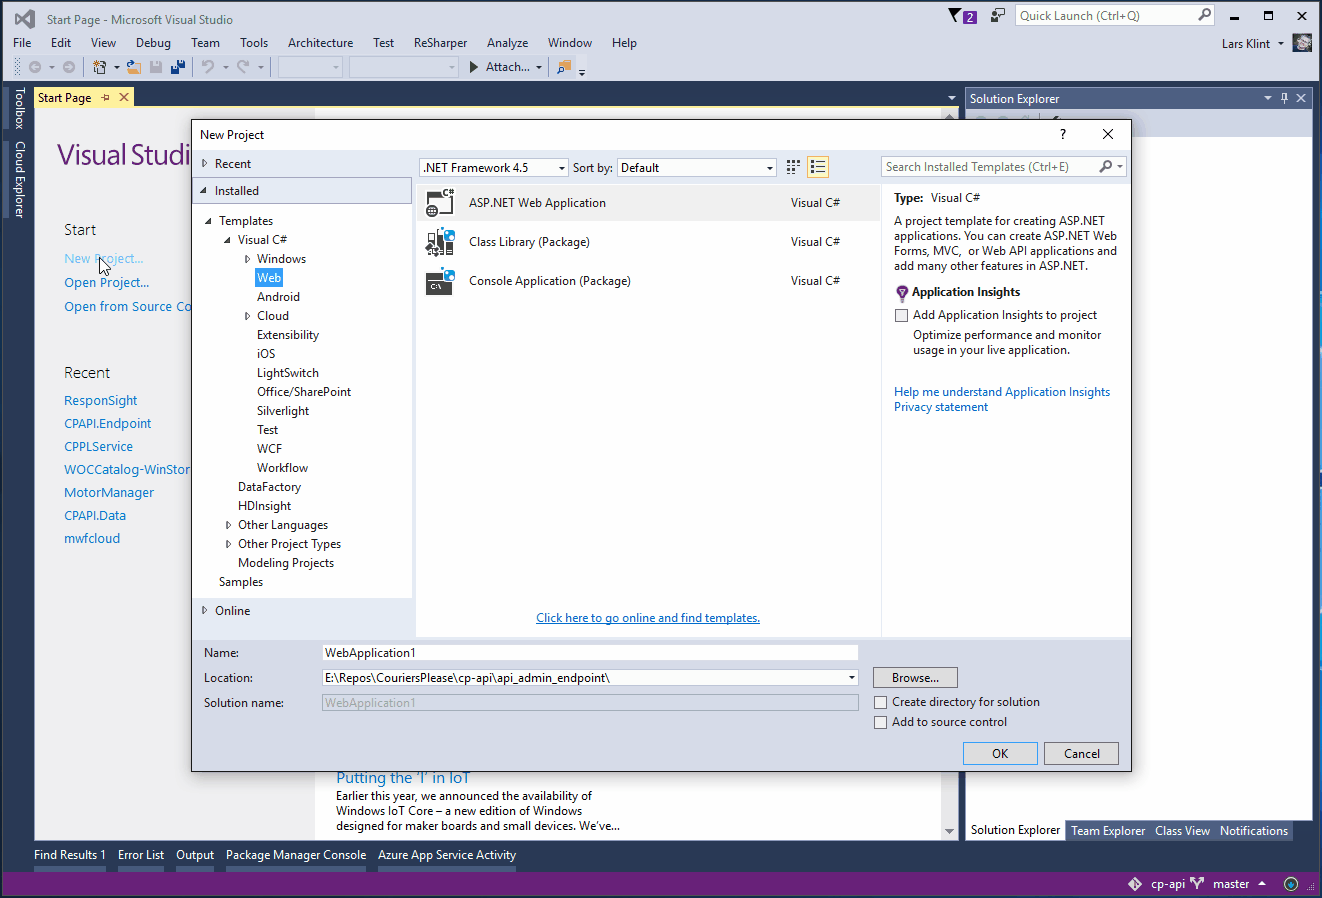 Start Page - Microsoft Visual Studio
2
Quick Launch (Ctrl+Q)
File Edit View Debug Team Tools Architecture Test ReSharper Analyze Window Help
Lars Klint
Attach...
Toolbox
Cloud Explorer
Start Page
Solution Explorer
Visual Studi
Start
New Project...
Open Project...
Open from Source Co
Recent
ResponSight
CPAPI.Endpoint
CPPLService
WOCCatalog-WinStor
MotorManager
CPAPI.Data
mwfcloud
New Project
?
Recent
Installed
Templates
Visual C#
Windows
Web
Android
Cloud
Extensibility
iOS
LightSwitch
Office/SharePoint
Silverlight
Test
WCF
Workflow
DataFactory
HDInsight
Other Languages
Other Project Types
Modeling Projects
Samples
Online
.NET Framework 4.5 Sort by: Default
Search Installed Templates (Ctrl+E)
ASP.NET Web Application Visual C#
Class Library (Package) Visual C#
Console Application (Package) Visual C#
Click here to go online and find templates.
Type: Visual C#
A project template for creating ASP.NET
applications. You can create ASP.NET Web
Forms, MVC, or Web API applications and
add many other features in ASP.NET.
Application Insights
Add Application Insights to project
Optimize performance and monitor
usage in your live application.
Help me understand Application Insights
Privacy statement
Name: WebApplication1
Location: E:\Repos\CouriersPlease\cp-api\api_admin_endpoint\
Browse...
Solution name: WebApplication1
Create directory for solution
Add to source control
OK Cancel
Putting the 'I' in IoT
Earlier this year, we announced the availability of
Windows IoT Core – a new edition of Windows
designed for maker boards and small devices. We've...
Solution Explorer Team Explorer Class View Notifications
Find Results 1 Error List Output Package Manager Console Azure App Service Activity
cp-api master